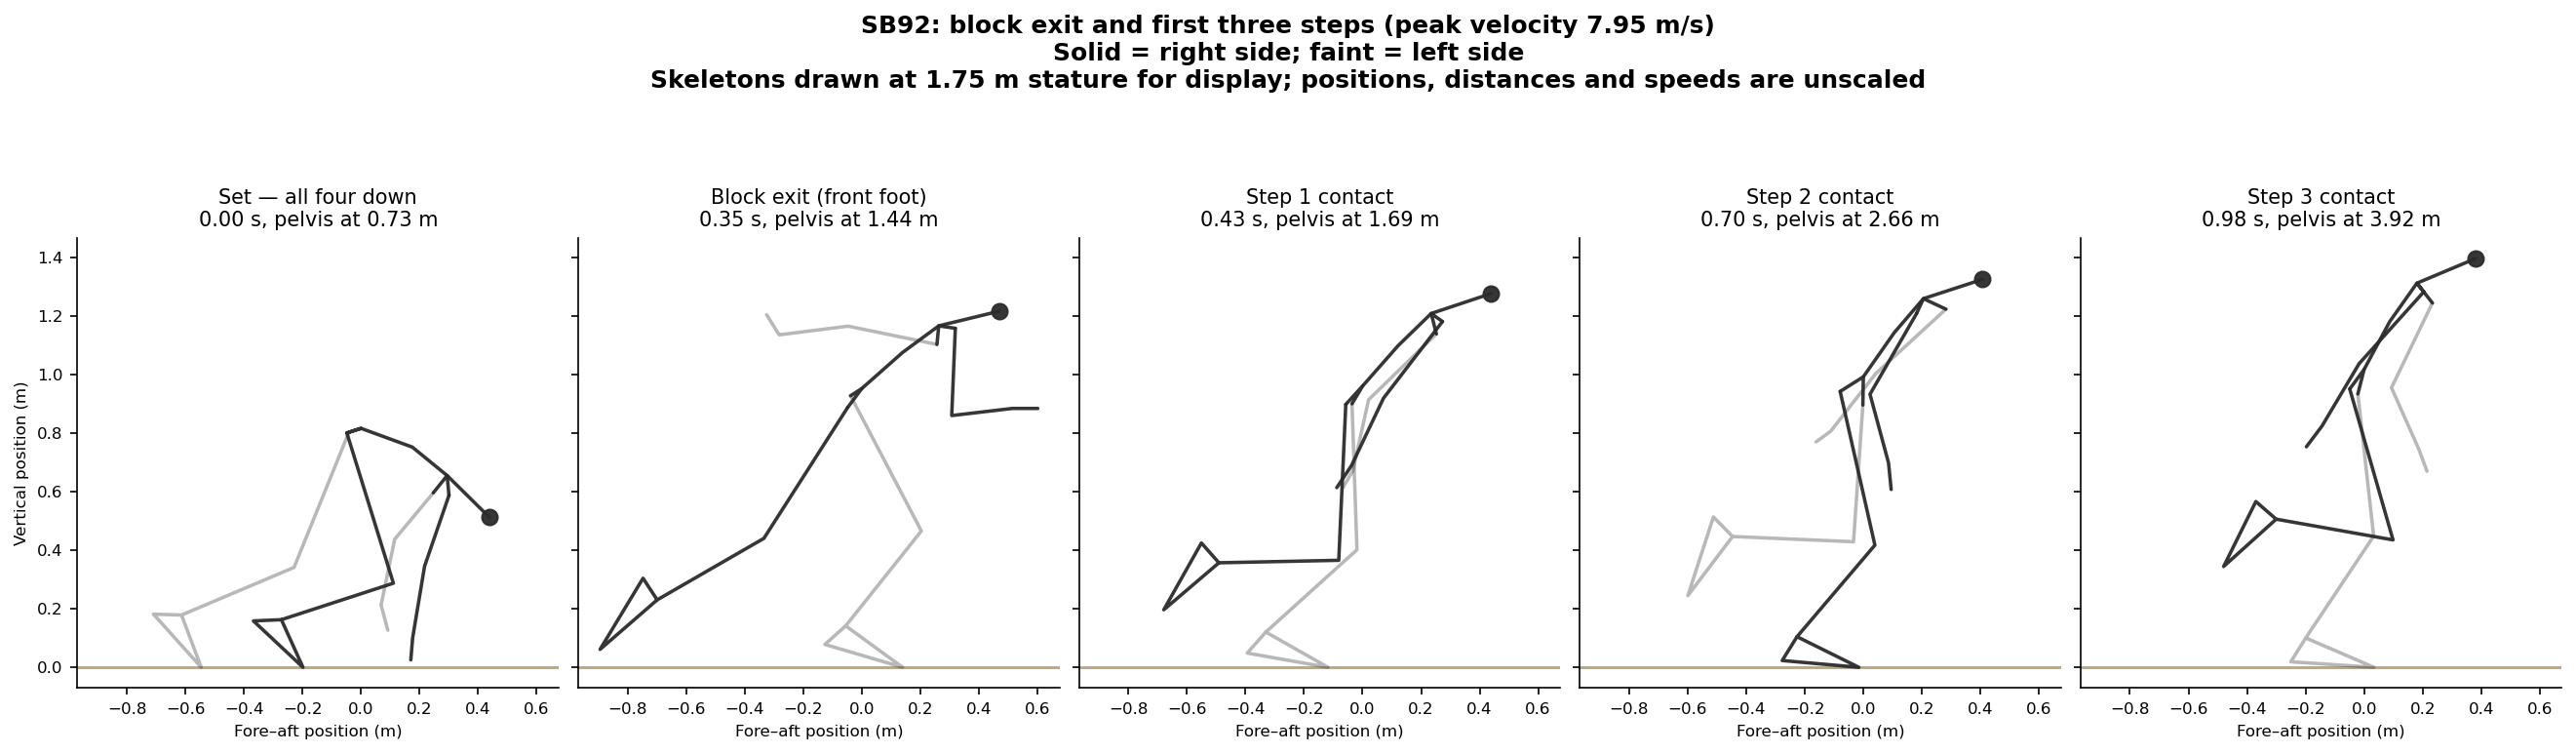 SB92: block exit and first three steps (peak velocity 7.95 m/s)
Solid = right side; faint = left side
Skeletons drawn at 1.75 m stature for display; positions, distances and speeds are unscaled
Set — all four down
0.00 s, pelvis at 0.73 m
Block exit (front foot)
0.35 s, pelvis at 1.44 m
Step 1 contact
0.43 s, pelvis at 1.69 m
Step 2 contact
0.70 s, pelvis at 2.66 m
Step 3 contact
0.98 s, pelvis at 3.92 m
Vertical position (m)
1.4
1.2
1.0
0.8
0.6
0.4
0.2
0.0
−0.8 −0.6 −0.4 −0.2 0.0 0.2 0.4 0.6
Fore–aft position (m)
−0.8 −0.6 −0.4 −0.2 0.0 0.2 0.4 0.6
Fore–aft position (m)
−0.8 −0.6 −0.4 −0.2 0.0 0.2 0.4 0.6
Fore–aft position (m)
−0.8 −0.6 −0.4 −0.2 0.0 0.2 0.4 0.6
Fore–aft position (m)
−0.8 −0.6 −0.4 −0.2 0.0 0.2 0.4 0.6
Fore–aft position (m)